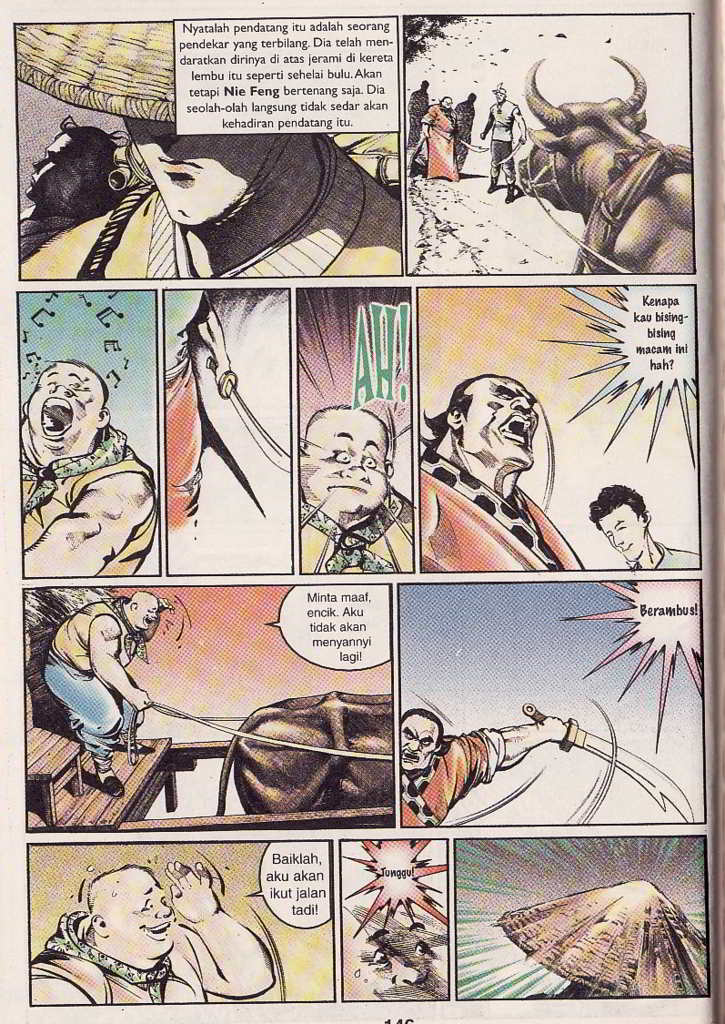 Nyatalah pendatang itu adalah seorang
pendekar yang terbilang. Dia telah men-
daratkan dirinya di atas jerami di kereta
lembu itu seperti sehelai bulu. Akan
tetapi Nie Feng bertenang saja. Dia
seolah-olah langsung tidak sedar akan
kehadiran pendatang itu.
AH!
Kenapa
kau bising-
bising
macam ini
hah?
Minta maaf,
encik. Aku
tidak akan
menyannyi
lagi!
Berambus!
Baiklah,
aku akan
ikut jalan
tadi!
Tunggu!
146